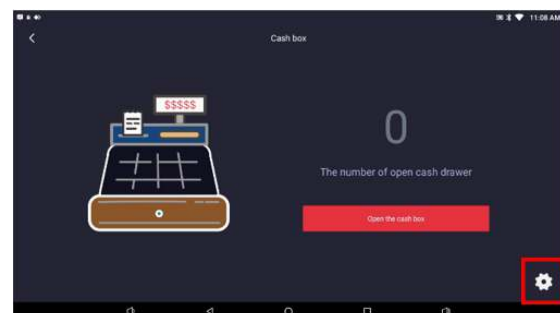 11:08 AM
Cash box
$$$$$
0
The number of open cash drawer
Open the cash box